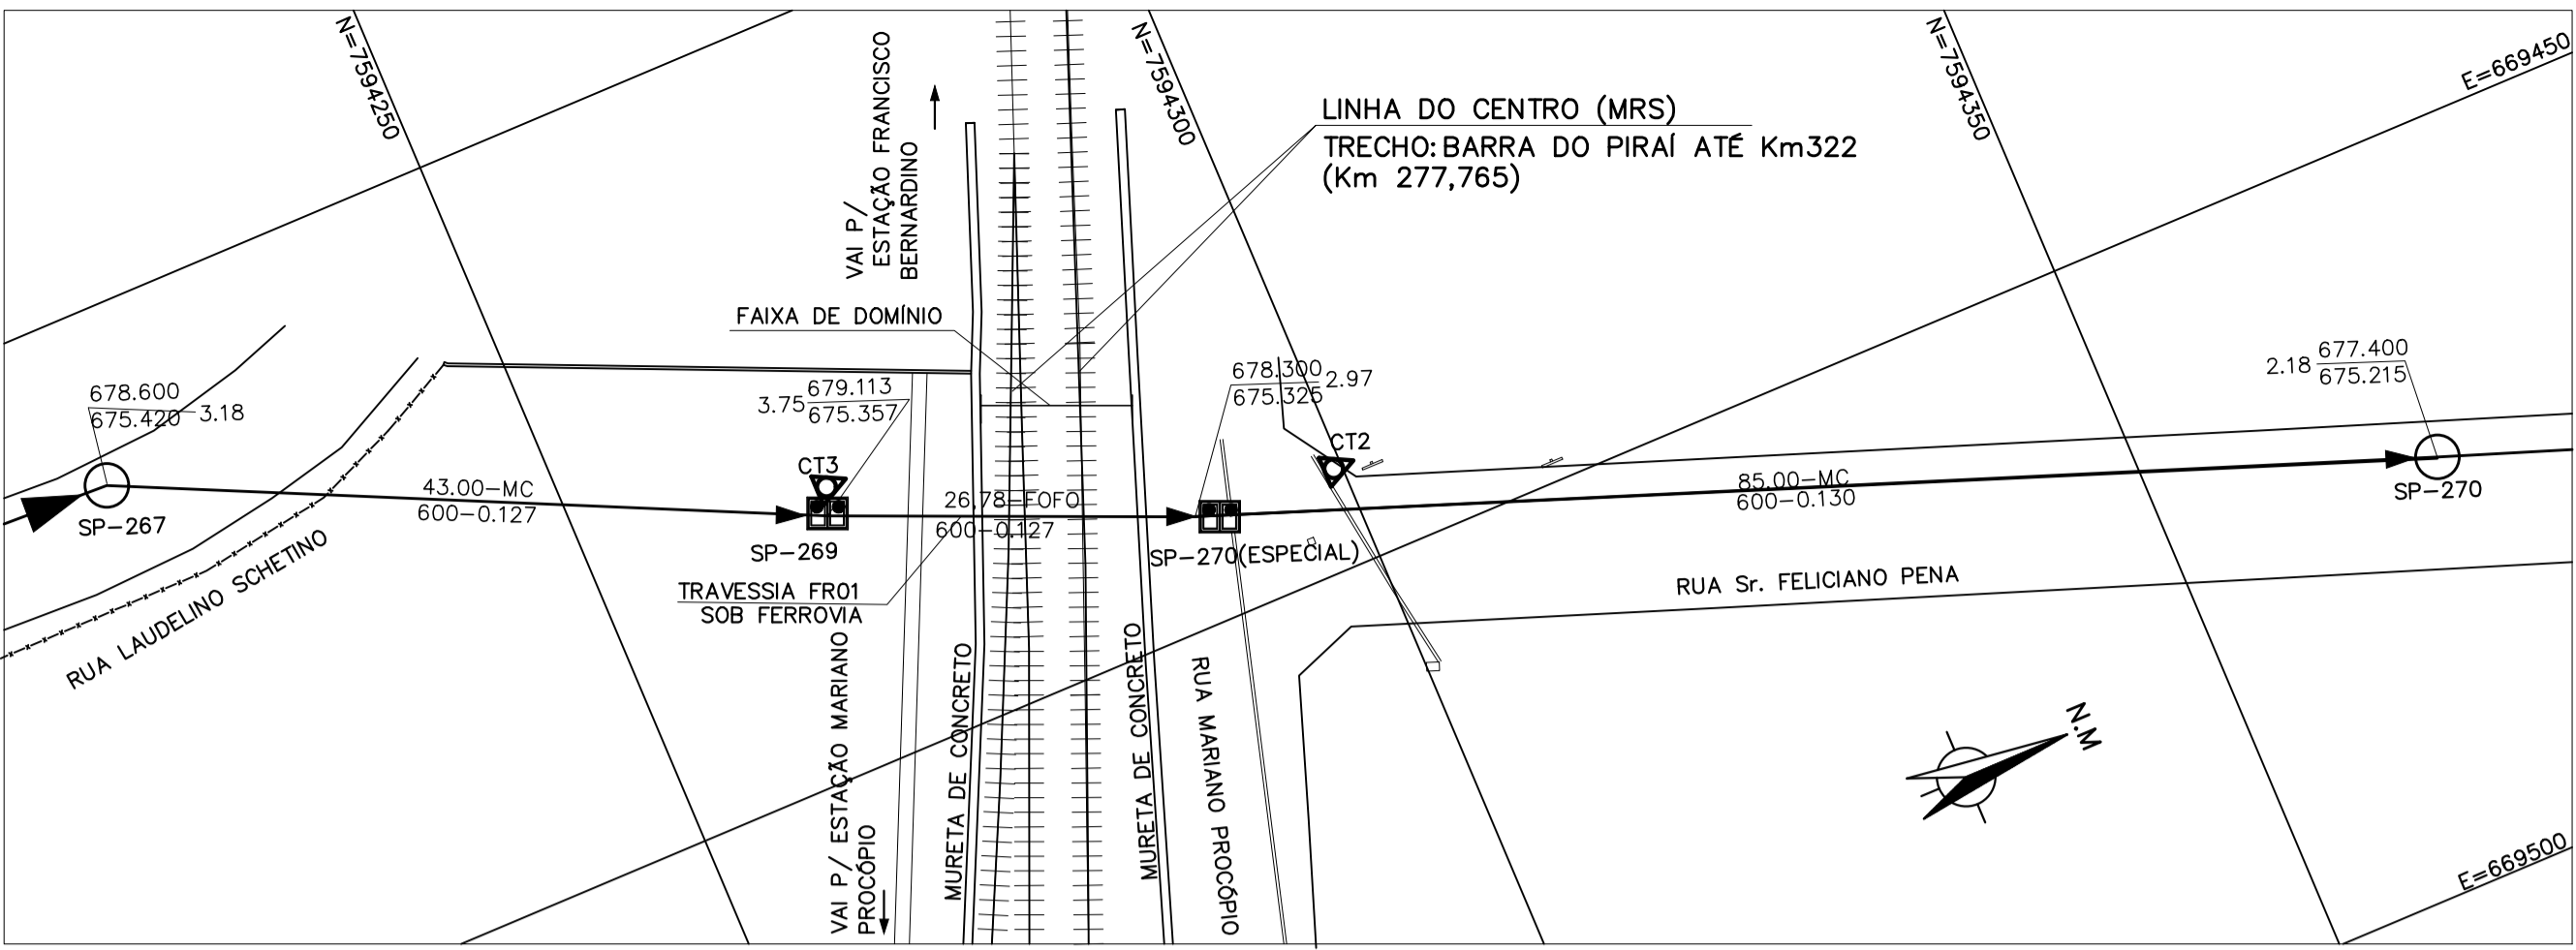 N=7594250
N=7594300
N=7594350
E=669450
VAI P/
ESTAÇÃO FRANCISCO
BERNARDINO
LINHA DO CENTRO (MRS)
TRECHO: BARRA DO PIRAÍ ATÉ Km322
(Km 277,765)
FAIXA DE DOMÍNIO
678.600
675.420
3.18
3.75
679.113
675.357
678.300
675.325
2.97
2.18
677.400
675.215
CT3
CT2
43.00-MC
600-0.127
26,78-FOFO
600-0.127
85.00-MC
600-0.130
SP-267
SP-269
SP-270(ESPECIAL)
SP-270
TRAVESSIA FR01
SOB FERROVIA
RUA LAUDELINO SCHETINO
RUA Sr. FELICIANO PENA
VAI P/ ESTAÇÃO MARIANO
PROCÓPIO
MURETA DE CONCRETO
MURETA DE CONCRETO
RUA MARIANO PROCÓPIO
N.M
E=669500